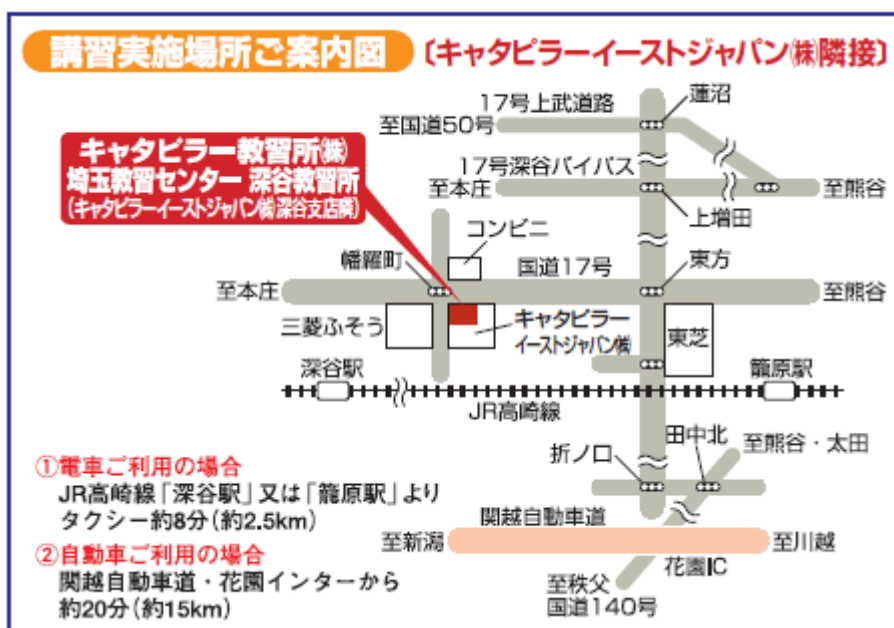 講習実施場所ご案内図
〔キャタピラーイーストジャパン㈱隣接〕
17号上武道路
蓮沼
至国道50号
キャタピラー教習所㈱
埼玉教習センター 深谷教習所
(キャタピラーイーストジャパン㈱深谷支店隣)
17号深谷バイパス
至本庄
至熊谷
上増田
コンビニ
幡羅町
国道17号
東方
至本庄
至熊谷
三菱ふそう
キャタピラー
イーストジャパン㈱
東芝
深谷駅
籠原駅
JR高崎線
田中北
至熊谷・太田
折ノ口
①電車ご利用の場合
JR高崎線「深谷駅」又は「籠原駅」より
タクシー約8分(約2.5km)
関越自動車道
至新潟
至川越
②自動車ご利用の場合
関越自動車道・花園インターから
約20分(約15km)
花園IC
至秩父
国道140号